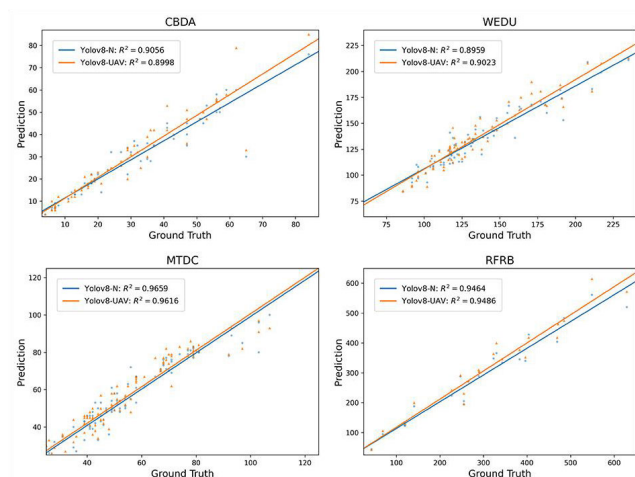 CBDA
Yolov8-N: R² = 0.9056
Yolov8-UAV: R² = 0.8998
Prediction
80
70
60
50
40
30
20
10
10 20 30 40 50 60 70 80
Ground Truth
WEDU
Yolov8-N: R² = 0.8959
Yolov8-UAV: R² = 0.9023
Prediction
225
200
175
150
125
100
75
75 100 125 150 175 200 225
Ground Truth
MTDC
Yolov8-N: R² = 0.9659
Yolov8-UAV: R² = 0.9616
Prediction
120
100
80
60
40
40 60 80 100 120
Ground Truth
RFRB
Yolov8-N: R² = 0.9464
Yolov8-UAV: R² = 0.9486
Prediction
600
500
400
300
200
100
100 200 300 400 500 600
Ground Truth